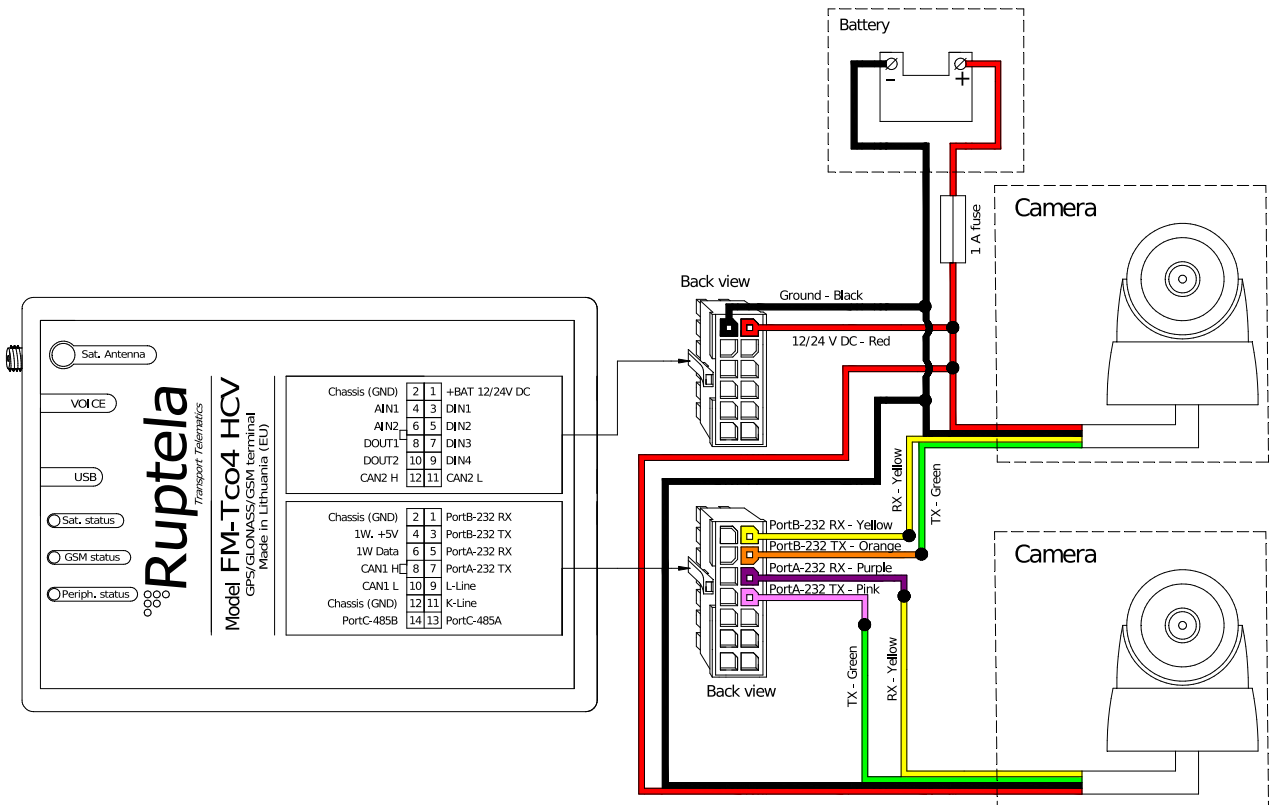 Battery
-
+
1 A fuse
Camera
Back view
Ground - Black
12/24 V DC - Red
Sat. Antenna
VOICE
USB
Sat. status
GSM status
Periph. status
Ruptela
Transport Telematics
Model FM-Tco4 HCV
GPS/GLONASS/GSM terminal
Made in Lithuania (EU)
Chassis (GND) 2 1 +BAT 12/24V DC
AIN1 4 3 DIN1
AIN2 6 5 DIN2
DOUT1 8 7 DIN3
DOUT2 10 9 DIN4
CAN2 H 12 11 CAN2 L
Chassis (GND) 2 1 PortB-232 RX
1W. +5V 4 3 PortB-232 TX
1W Data 6 5 PortA-232 RX
CAN1 H 8 7 PortA-232 TX
CAN1 L 10 9 L-Line
Chassis (GND) 12 11 K-Line
PortC-485B 14 13 PortC-485A
RX - Yellow
TX - Green
PortB-232 RX - Yellow
PortB-232 TX - Orange
PortA-232 RX - Purple
PortA-232 TX - Pink
Back view
TX - Green
RX - Yellow
Camera